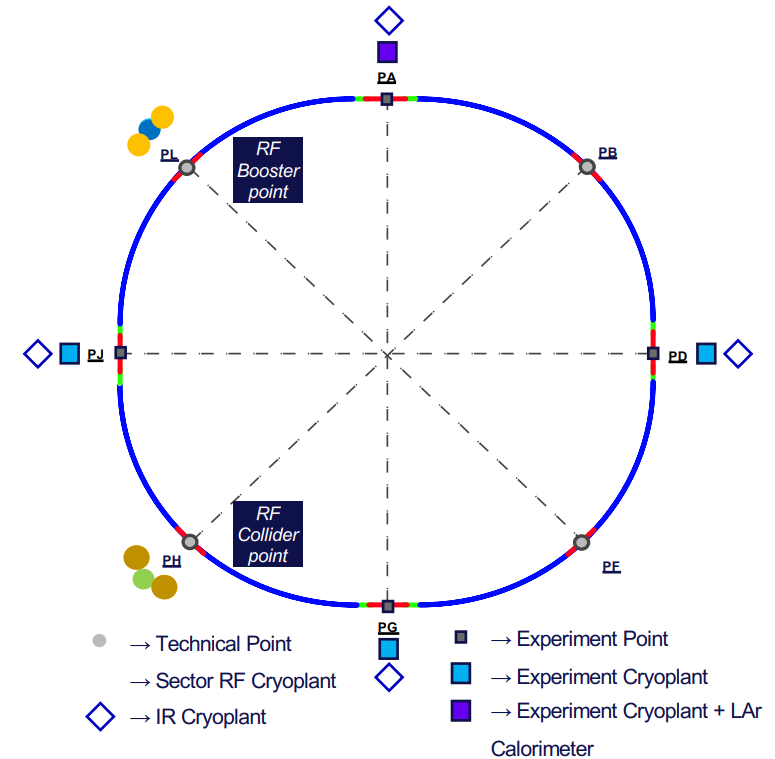 PA
PL
RF
Booster
point
PB
PJ
PD
RF
Collider
point
PH
PF
PG
→ Technical Point
→ Sector RF Cryoplant
→ IR Cryoplant
→ Experiment Point
→ Experiment Cryoplant
→ Experiment Cryoplant + LAr
Calorimeter